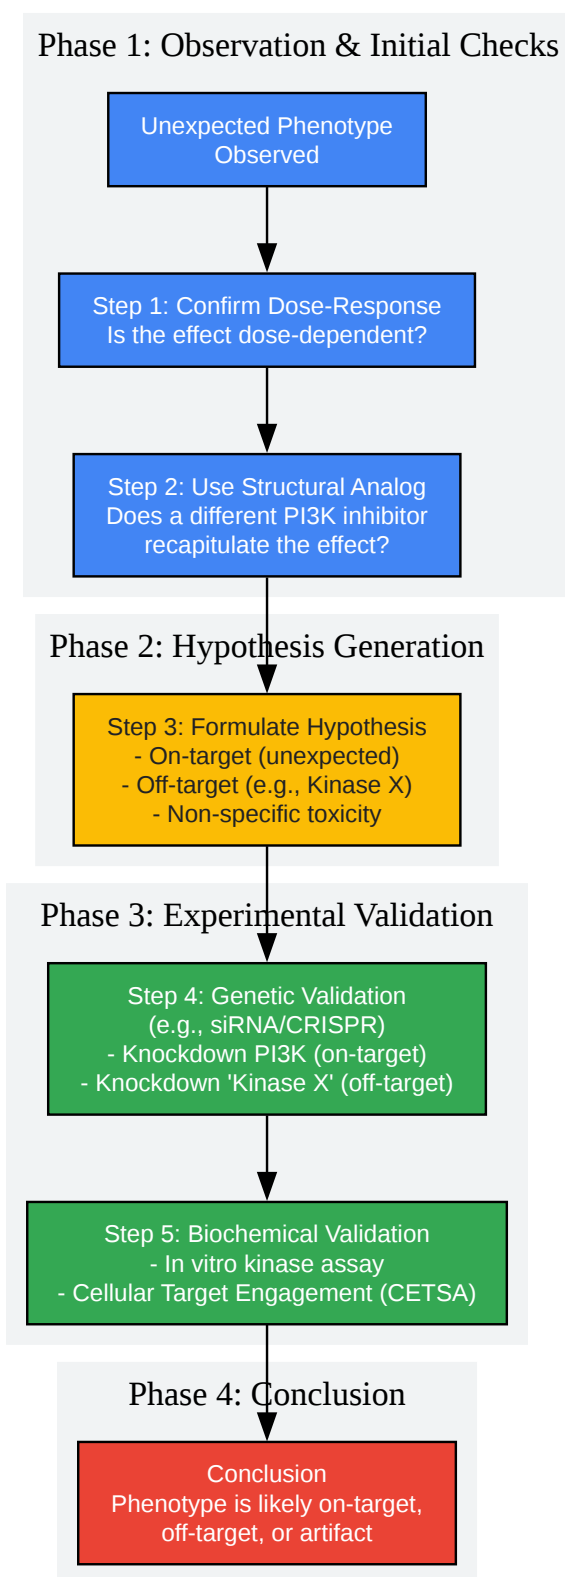 Phase 1: Observation & Initial Checks
Unexpected Phenotype
Observed
Step 1: Confirm Dose-Response
Is the effect dose-dependent?
Step 2: Use Structural Analog
Does a different PI3K inhibitor
recapitulate the effect?
Phase 2: Hypothesis Generation
Step 3: Formulate Hypothesis
- On-target (unexpected)
- Off-target (e.g., Kinase X)
- Non-specific toxicity
Phase 3: Experimental Validation
Step 4: Genetic Validation
(e.g., siRNA/CRISPR)
- Knockdown PI3K (on-target)
- Knockdown 'Kinase X' (off-target)
Step 5: Biochemical Validation
- In vitro kinase assay
- Cellular Target Engagement (CETSA)
Phase 4: Conclusion
Conclusion
Phenotype is likely on-target,
off-target, or artifact